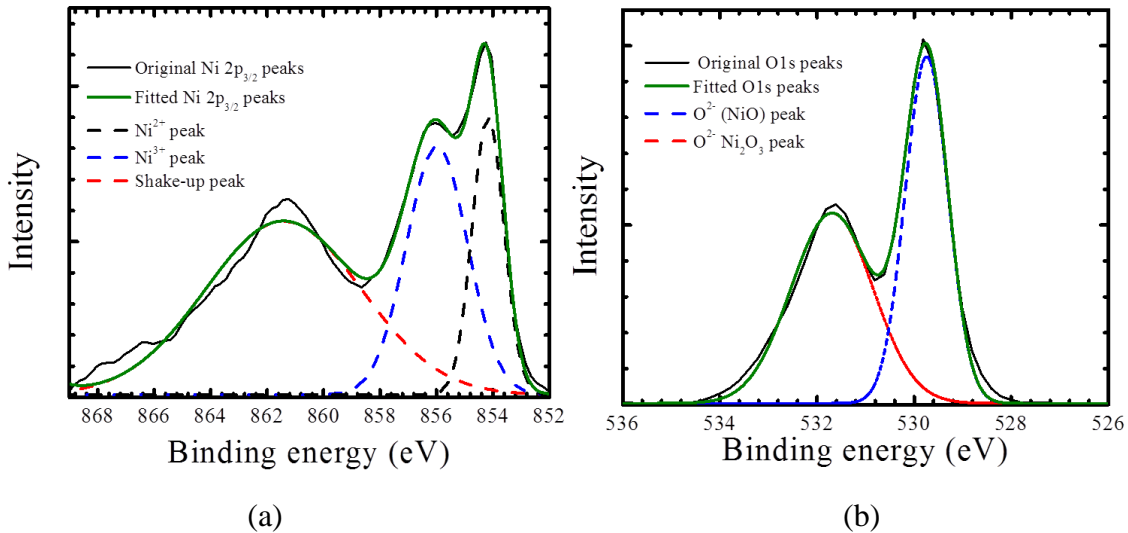 Original Ni 2p3/2 peaks
Fitted Ni 2p3/2 peaks
Ni2+ peak
Ni3+ peak
Shake-up peak
Intensity
868 866 864 862 860 858 856 854 852
Binding energy (eV)
(a)
Original O1s peaks
Fitted O1s peaks
O2- (NiO) peak
O2- Ni2O3 peak
Intensity
536 534 532 530 528 526
Binding energy (eV)
(b)